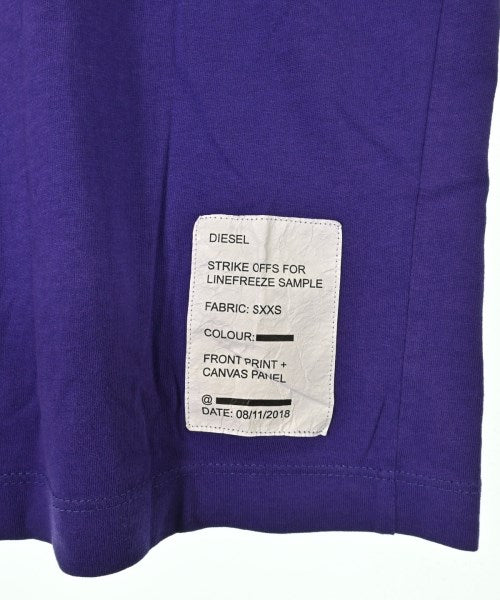 DIESEL
STRIKE OFFS FOR
LINEFREEZE SAMPLE
FABRIC: SXXS
COLOUR:
FRONT PRINT +
CANVAS PANEL
@
DATE: 08/11/2018